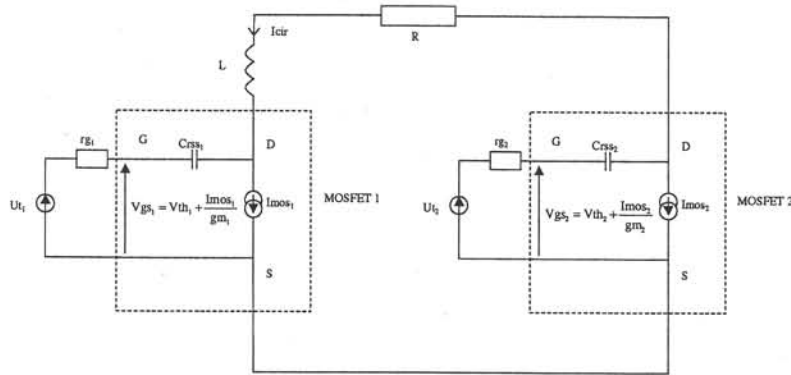 Icir
R
L
rg₁
G
Crss₁
D
Ut₁
Vgs₁ = Vth₁ + Imos₁/gm₁
Imos₁
MOSFET 1
S
rg₂
G
Crss₂
D
Ut₂
Vgs₂ = Vth₂ + Imos₂/gm₂
Imos₂
MOSFET 2
S